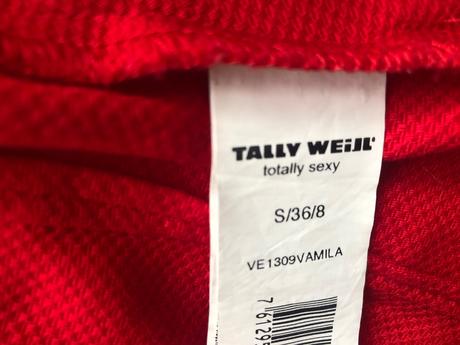 TALLY WEiJL
totally sexy
S/36/8
VE1309VAMILA